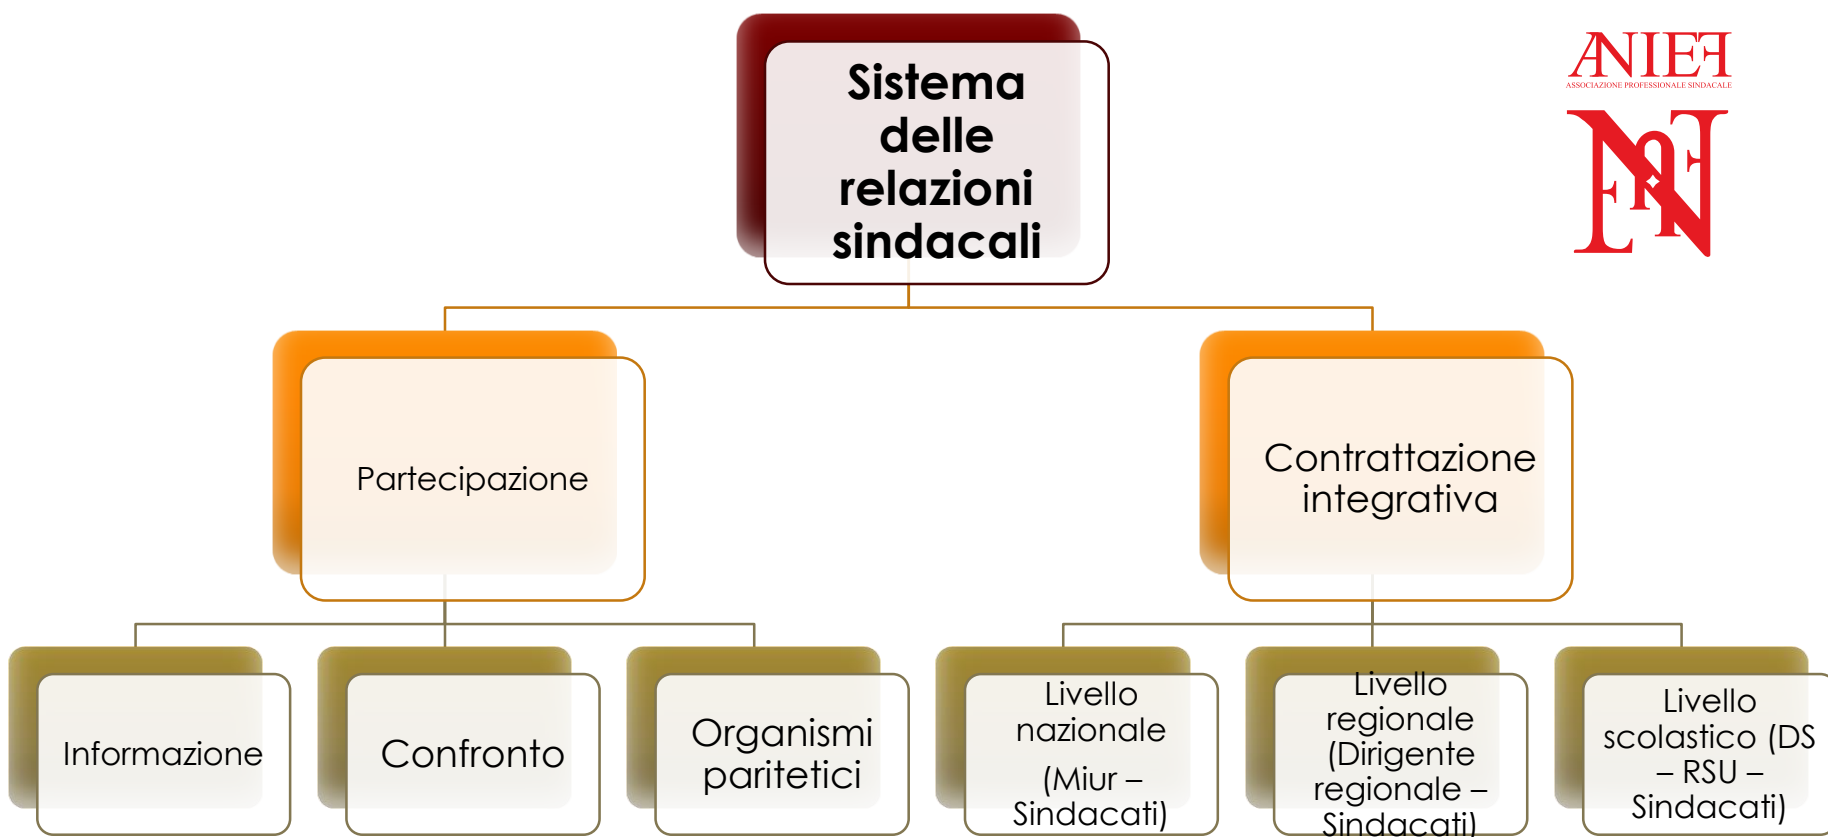 Sistema
delle
relazioni
sindacali
ANIEF
ASSOCIAZIONE PROFESSIONALE SINDACALE
Partecipazione
Contrattazione
integrativa
Informazione
Confronto
Organismi
paritetici
Livello
nazionale
(Miur –
Sindacati)
Livello
regionale
(Dirigente
regionale –
Sindacati)
Livello
scolastico (DS
– RSU –
Sindacati)